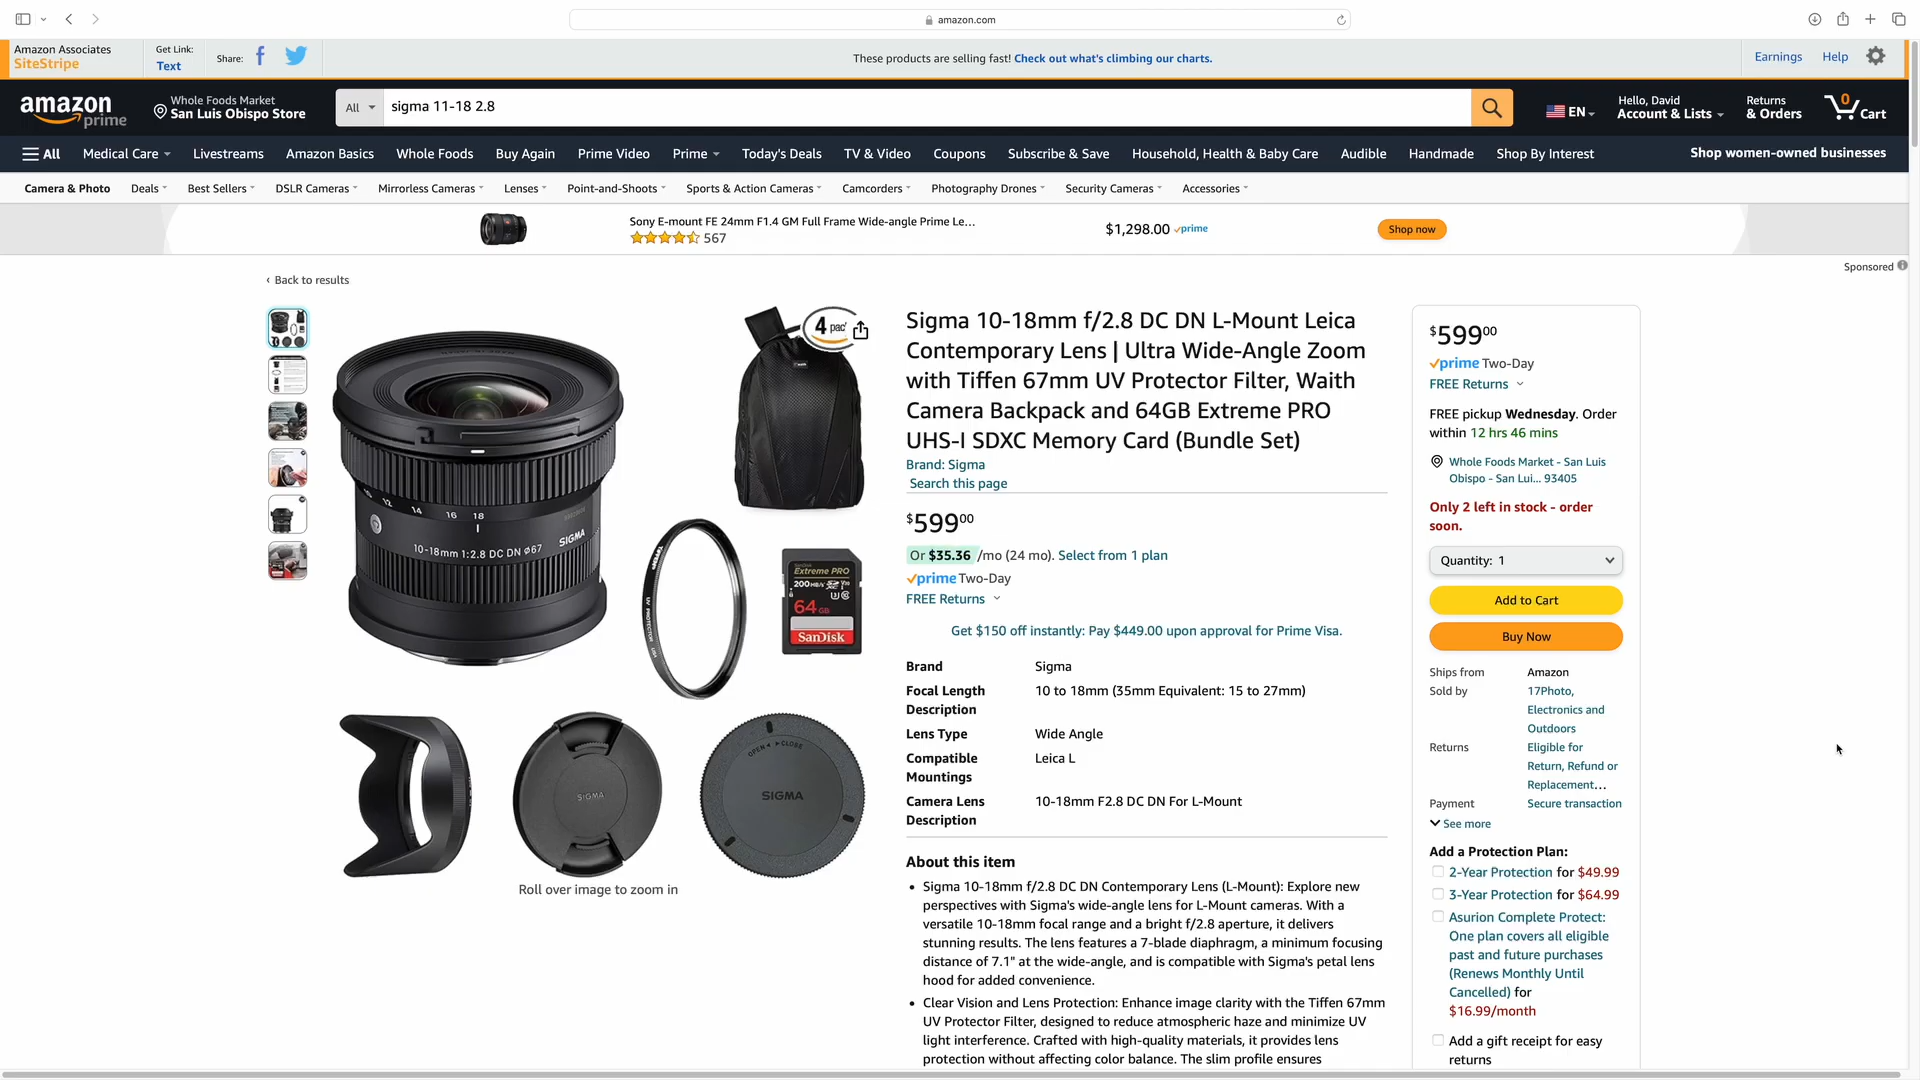 amazon.com
Amazon Associates
SiteStripe
Get Link:
Text
Share:
These products are selling fast! Check out what's climbing our charts.
Earnings
Help
amazon
prime
Whole Foods Market
San Luis Obispo Store
All
sigma 11-18 2.8
EN
Hello, David
Account & Lists
Returns
& Orders
0
Cart
All
Medical Care
Livestreams
Amazon Basics
Whole Foods
Buy Again
Prime Video
Prime
Today's Deals
TV & Video
Coupons
Subscribe & Save
Household, Health & Baby Care
Audible
Handmade
Shop By Interest
Shop women-owned businesses
Camera & Photo
Deals
Best Sellers
DSLR Cameras
Mirrorless Cameras
Lenses
Point-and-Shoots
Sports & Action Cameras
Camcorders
Photography Drones
Security Cameras
Accessories
Sony E-mount FE 24mm F1.4 GM Full Frame Wide-angle Prime Le...
567
$1,298.00 prime
Shop now
Sponsored
‹ Back to results
4 pac
12 14 16 18
10-18mm 1:2.8 DC DN ø67
SIGMA
UV PROTECTOR
SanDisk
Extreme PRO
200 MB/s
64 GB
SanDisk
SIGMA
OPEN CLOSE
SIGMA
Roll over image to zoom in
Sigma 10-18mm f/2.8 DC DN L-Mount Leica
Contemporary Lens | Ultra Wide-Angle Zoom
with Tiffen 67mm UV Protector Filter, Waith
Camera Backpack and 64GB Extreme PRO
UHS-I SDXC Memory Card (Bundle Set)
Brand: Sigma
Search this page
$59900
Or $35.36 /mo (24 mo). Select from 1 plan
prime Two-Day
FREE Returns
Get $150 off instantly: Pay $449.00 upon approval for Prime Visa.
Brand Sigma
Focal Length Description 10 to 18mm (35mm Equivalent: 15 to 27mm)
Lens Type Wide Angle
Compatible Mountings Leica L
Camera Lens Description 10-18mm F2.8 DC DN For L-Mount
About this item
• Sigma 10-18mm f/2.8 DC DN Contemporary Lens (L-Mount): Explore new
perspectives with Sigma's wide-angle lens for L-Mount cameras. With a
versatile 10-18mm focal range and a bright f/2.8 aperture, it delivers
stunning results. The lens features a 7-blade diaphragm, a minimum focusing
distance of 7.1" at the wide-angle, and is compatible with Sigma's petal lens
hood for added convenience.
• Clear Vision and Lens Protection: Enhance image clarity with the Tiffen 67mm
UV Protector Filter, designed to reduce atmospheric haze and minimize UV
light interference. Crafted with high-quality materials, it provides lens
protection without affecting color balance. The slim profile ensures
$59900
prime Two-Day
FREE Returns
FREE pickup Wednesday. Order
within 12 hrs 46 mins
Whole Foods Market - San Luis
Obispo - San Lui... 93405
Only 2 left in stock - order
soon.
Quantity: 1
Add to Cart
Buy Now
Ships from Amazon
Sold by 17Photo,
Electronics and
Outdoors
Returns Eligible for
Return, Refund or
Replacement...
Payment Secure transaction
See more
Add a Protection Plan:
2-Year Protection for $49.99
3-Year Protection for $64.99
Asurion Complete Protect:
One plan covers all eligible
past and future purchases
(Renews Monthly Until
Cancelled) for
$16.99/month
Add a gift receipt for easy
returns